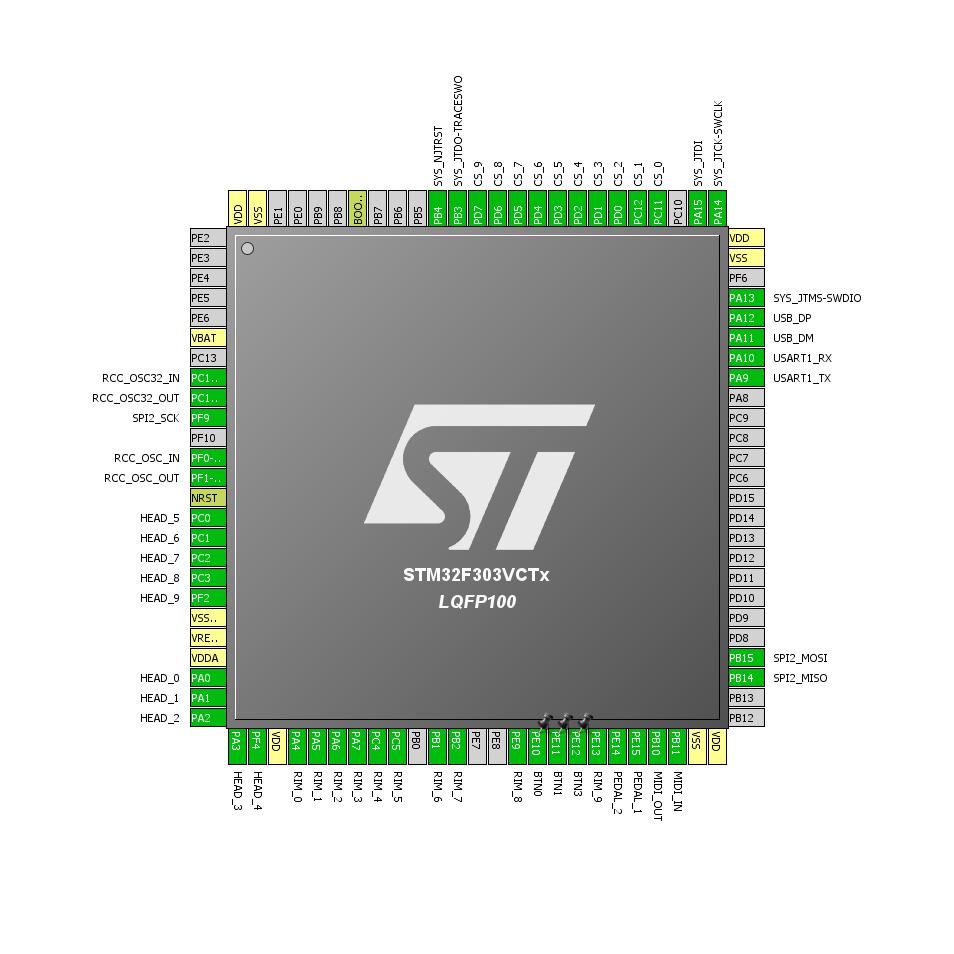 SYS_NJTRST
SYS_JTDO-TRACESWO
CS_9
CS_8
CS_7
CS_6
CS_5
CS_4
CS_3
CS_2
CS_1
CS_0
SYS_JTDI
SYS_JTCK-SWCLK
VDD
VSS
PE1
PE0
PB9
PB8
BOO..
PB7
PB6
PB5
PB4
PB3
PD7
PD6
PD5
PD4
PD3
PD2
PD1
PD0
PC12
PC11
PC10
PA15
PA14
PE2
PE3
PE4
PE5
PE6
VBAT
PC13
RCC_OSC32_IN PC1..
RCC_OSC32_OUT PC1..
SPI2_SCK PF9
PF10
RCC_OSC_IN PF0-..
RCC_OSC_OUT PF1-..
NRST
HEAD_5 PC0
HEAD_6 PC1
HEAD_7 PC2
HEAD_8 PC3
HEAD_9 PF2
VSS..
VRE..
VDDA
HEAD_0 PA0
HEAD_1 PA1
HEAD_2 PA2
ST
STM32F303VCTx
LQFP100
VDD
VSS
PF6
PA13 SYS_JTMS-SWDIO
PA12 USB_DP
PA11 USB_DM
PA10 USART1_RX
PA9 USART1_TX
PA8
PC9
PC8
PC7
PC6
PD15
PD14
PD13
PD12
PD11
PD10
PD9
PD8
PB15 SPI2_MOSI
PB14 SPI2_MISO
PB13
PB12
PA3
PF4
VDD
PA4
PA5
PA6
PA7
PC4
PC5
PB0
PB1
PB2
PE7
PE8
PE9
PE10
PE11
PE12
PE13
PE14
PE15
PB10
PB11
VSS
VDD
HEAD_3
HEAD_4
RIM_0
RIM_1
RIM_2
RIM_3
RIM_4
RIM_5
RIM_6
RIM_7
RIM_8
BTN0
BTN1
BTN3
RIM_9
PEDAL_2
PEDAL_1
MIDI_OUT
MIDI_IN